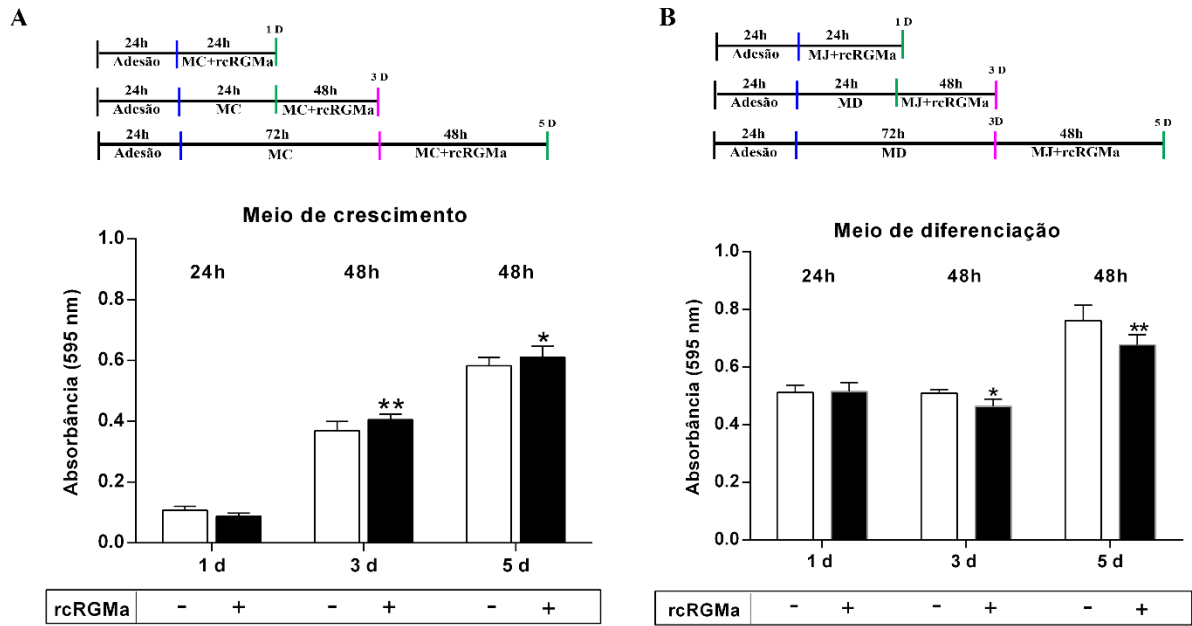 A
1 D
24h 24h
Adesão MC+rcRGMa
3 D
24h 24h 48h
Adesão MC MC+rcRGMa
24h 72h 48h 5 D
Adesão MC MC+rcRGMa
Meio de crescimento
24h 48h 48h
Absorbância (595 nm)
1.0
0.8
0.6
0.4
0.2
0.0
**
*
1 d 3 d 5 d
rcRGMa - + - + - +
B
1 D
24h 24h
Adesão MJ+rcRGMa
3 D
24h 24h 48h
Adesão MD MJ+rcRGMa
24h 72h 3D 48h 5 D
Adesão MD MJ+rcRGMa
Meio de diferenciação
24h 48h 48h
Absorbância (595 nm)
1.0
0.8
0.6
0.4
0.2
0.0
*
**
1 d 3 d 5 d
rcRGMa - + - + - +